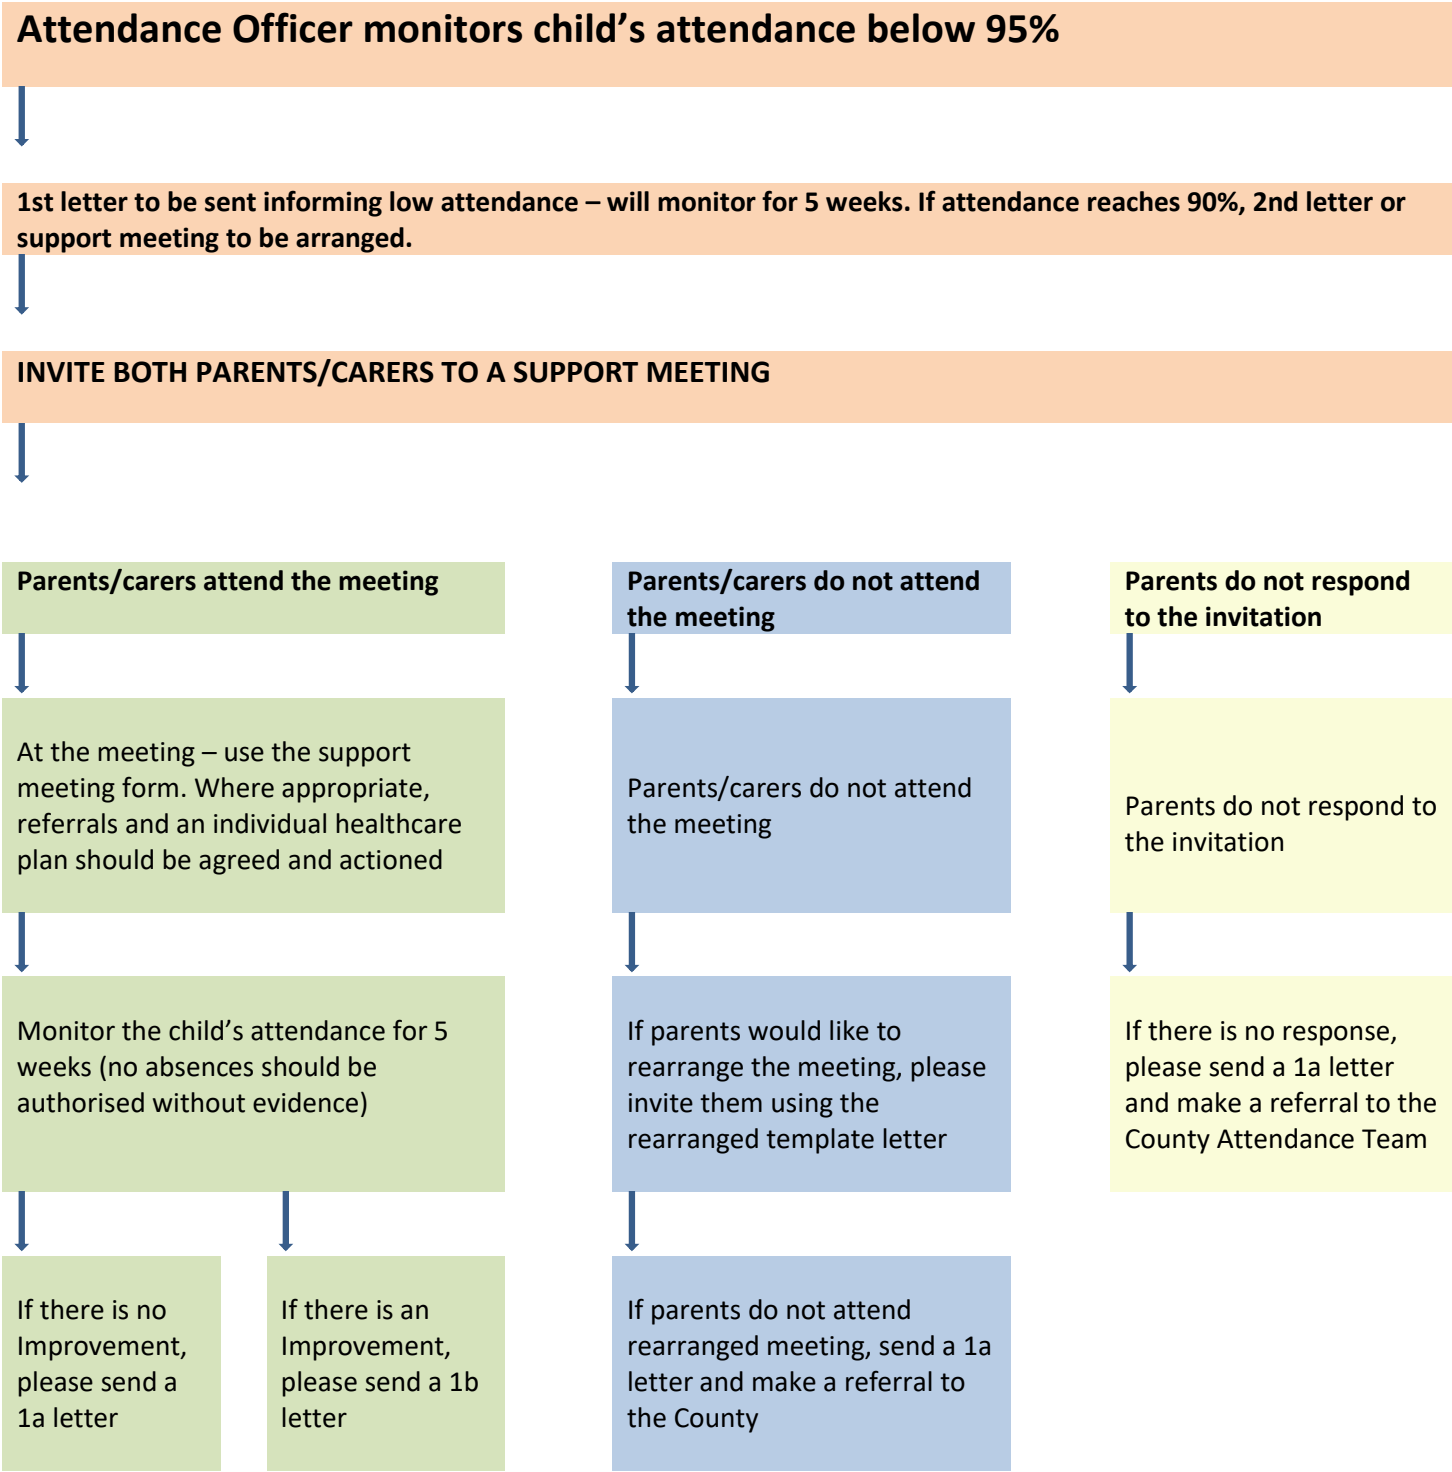 Attendance Officer monitors child’s attendance below 95%
1st letter to be sent informing low attendance – will monitor for 5 weeks. If attendance reaches 90%, 2nd letter or
support meeting to be arranged.
INVITE BOTH PARENTS/CARERS TO A SUPPORT MEETING
Parents/carers attend the meeting
At the meeting – use the support
meeting form. Where appropriate,
referrals and an individual healthcare
plan should be agreed and actioned
Monitor the child’s attendance for 5
weeks (no absences should be
authorised without evidence)
If there is no
Improvement,
please send a
1a letter
If there is an
Improvement,
please send a 1b
letter
Parents/carers do not attend
the meeting
Parents/carers do not attend
the meeting
If parents would like to
rearrange the meeting, please
invite them using the
rearranged template letter
If parents do not attend
rearranged meeting, send a 1a
letter and make a referral to
the County
Parents do not respond
to the invitation
Parents do not respond to
the invitation
If there is no response,
please send a 1a letter
and make a referral to the
County Attendance Team